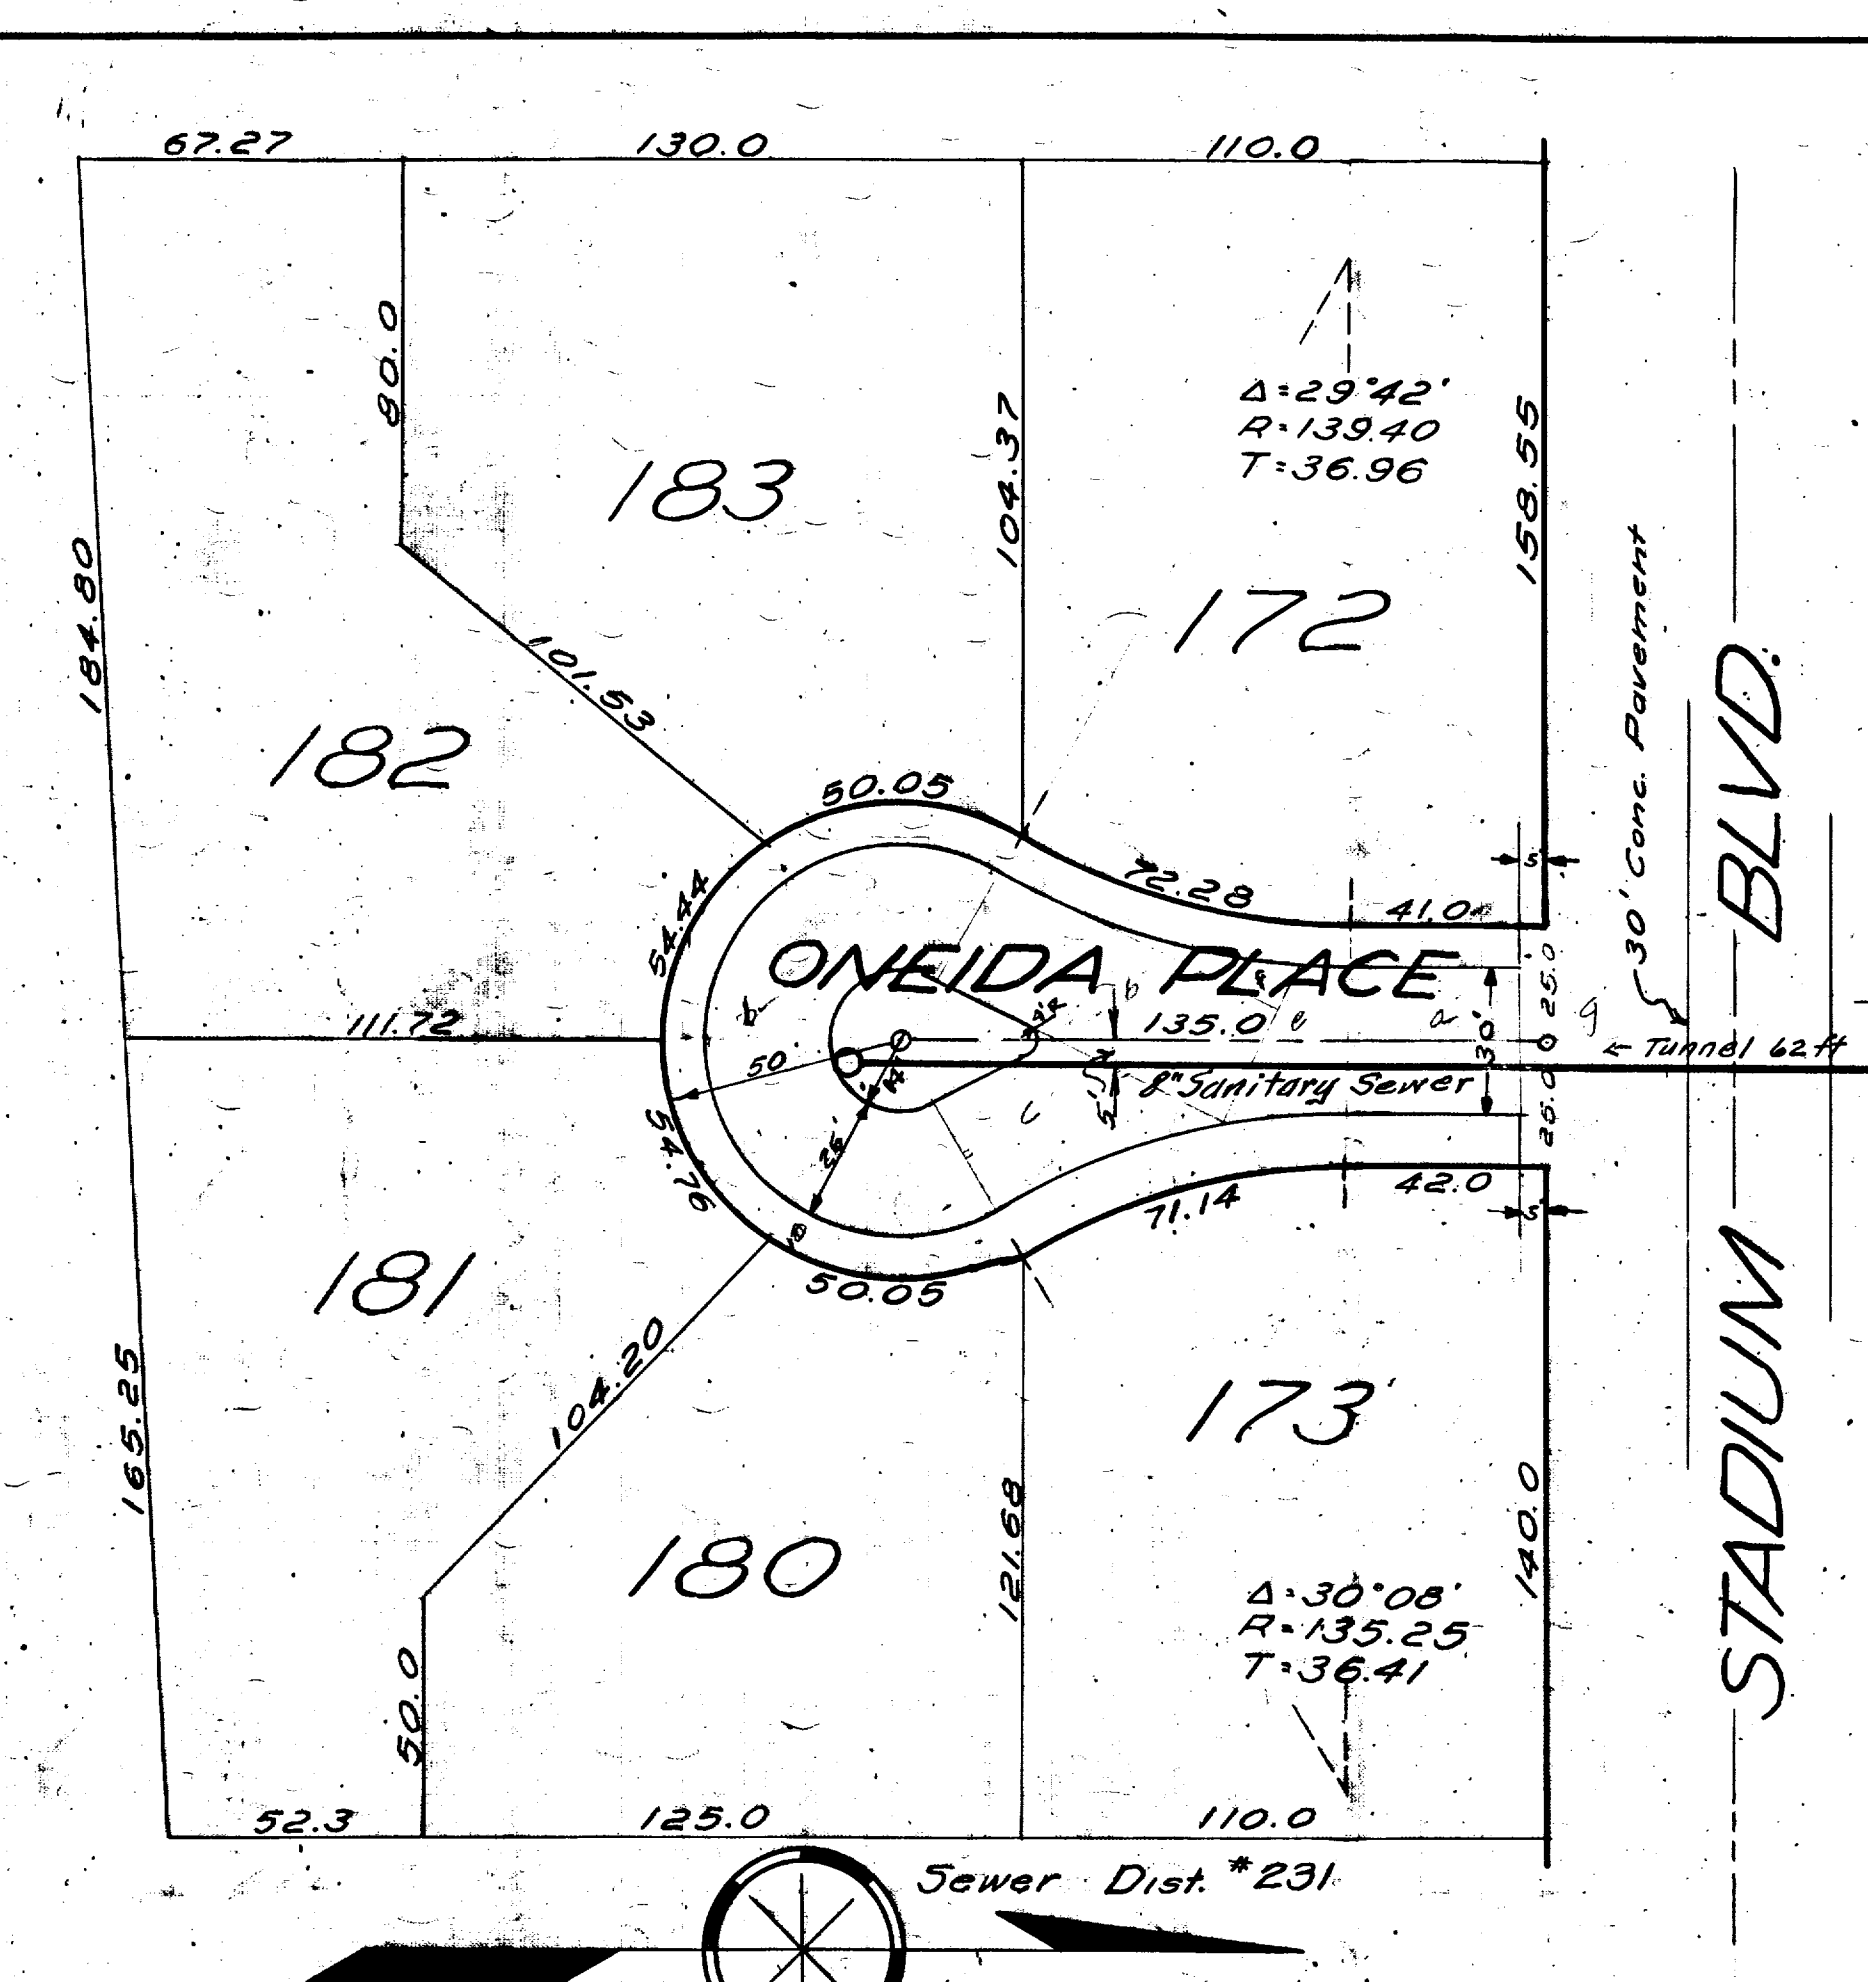 67.27
130.0
110.0
80.0
Δ=29°42'
R=139.40
T=36.96
104.37
158.55
183
172
184.80
101.53
30' Conc. Pavement
182
50.05
54.44
72.28
5'
41.0
BLVD.
ONEIDA PLACE
25.0
111.72
135.0
b
e
a
g
30'
← Tunnel 62 ft
50
14'
5'
8" Sanitary Sewer
25.0
c
26'
54.76
42.0
71.14
5'
50.05
181
STADIUM
104.20
165.25
173
121.68
140.0
180
Δ=30°08'
R=135.25
T=36.41
50.0
52.3
125.0
110.0
Sewer Dist. #231